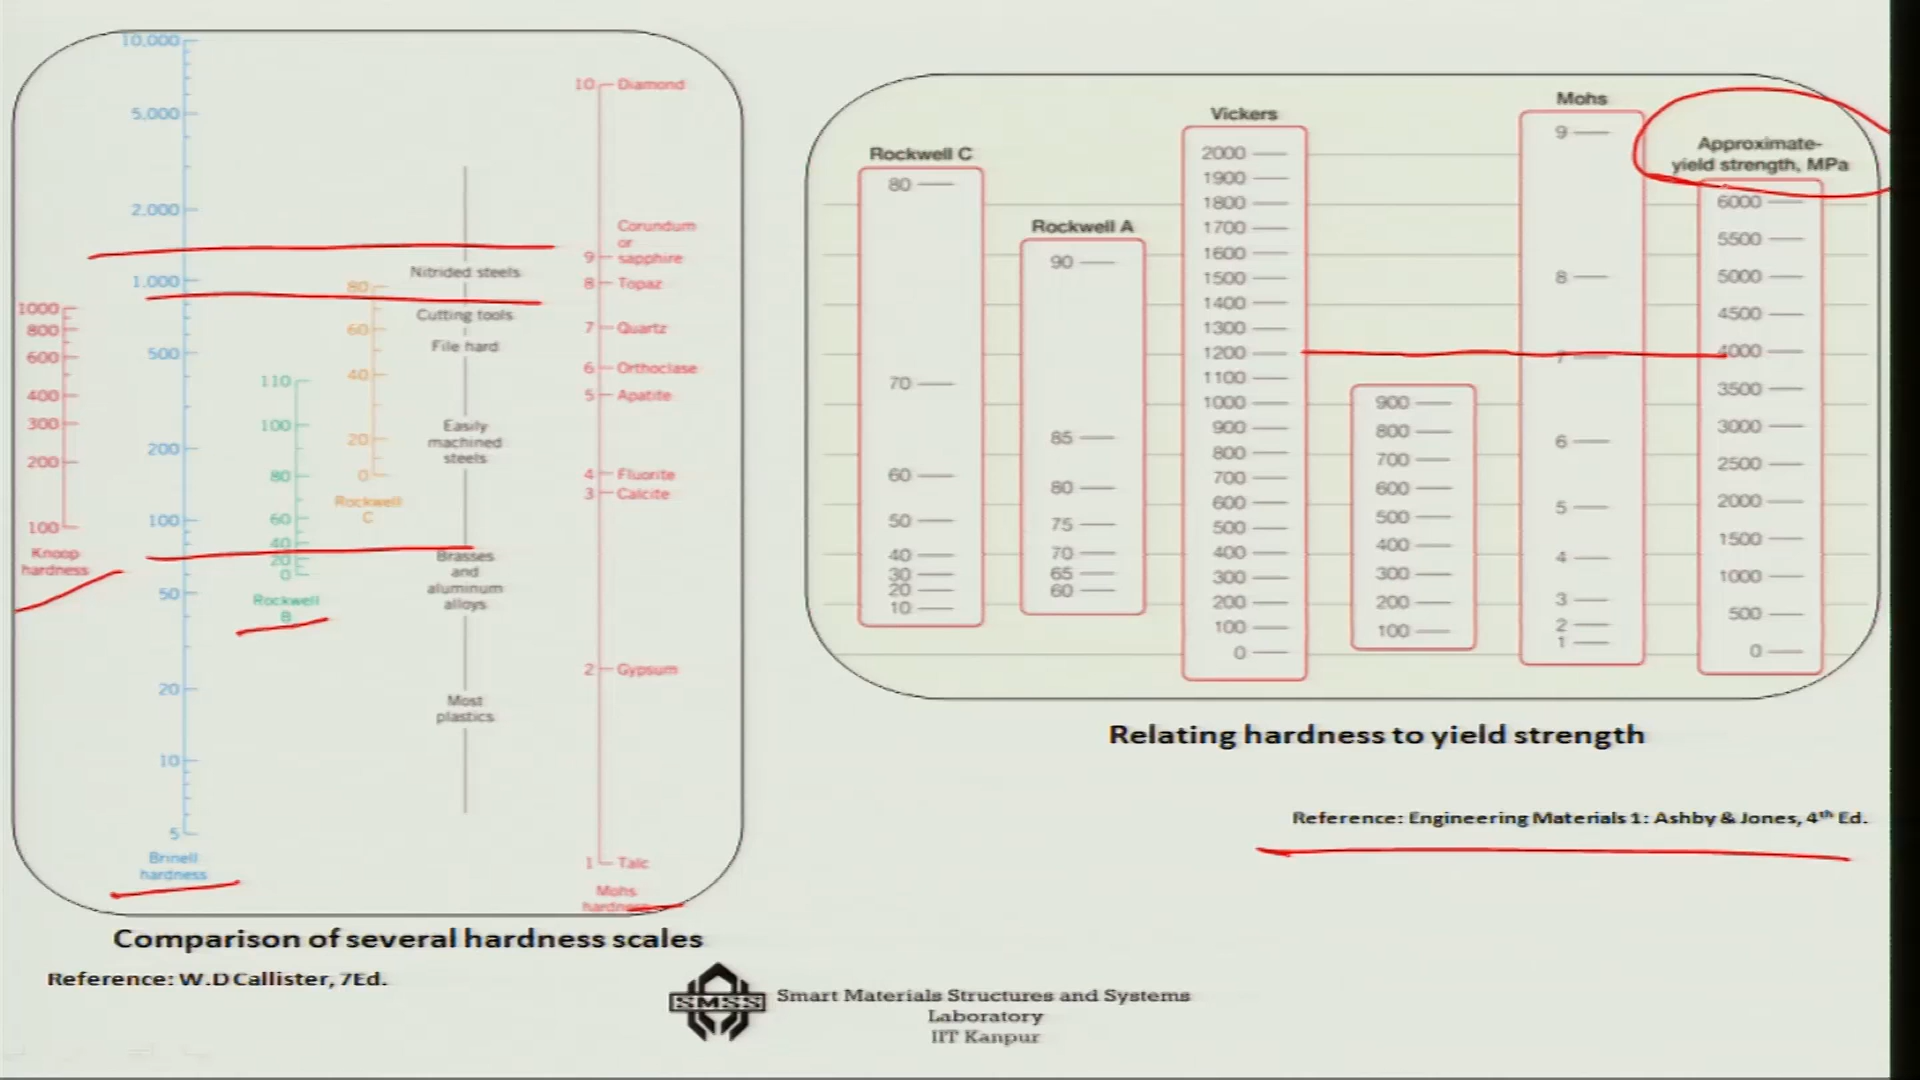 10,000
5,000
2,000
1,000
500
200
100
50
20
10
5
Brinell
hardness
1000
800
600
400
300
200
100
Knoop
hardness
110
100
80
60
40
20
0
Rockwell
B
80
60
40
20
0
Rockwell
C
Nitrided steels
Cutting tools
File hard
Easily
machined
steels
Brasses
and
aluminum
alloys
Most
plastics
10 Diamond
Corundum
or
9 sapphire
8 Topaz
7 Quartz
6 Orthoclase
5 Apatite
4 Fluorite
3 Calcite
2 Gypsum
1 Talc
Mohs
hardness
Comparison of several hardness scales
Reference: W.D Callister, 7Ed.
Rockwell C
80
70
60
50
40
30
20
10
Rockwell A
90
85
80
75
70
65
60
Vickers
2000
1900
1800
1700
1600
1500
1400
1300
1200
1100
1000
900
800
700
600
500
400
300
200
100
0
900
800
700
600
500
400
300
200
100
Mohs
9
8
7
6
5
4
3
2
1
Approximate-
yield strength, MPa
6000
5500
5000
4500
4000
3500
3000
2500
2000
1500
1000
500
0
Relating hardness to yield strength
Reference: Engineering Materials 1: Ashby & Jones, 4th Ed.
SMSS
Smart Materials Structures and Systems
Laboratory
IIT Kanpur